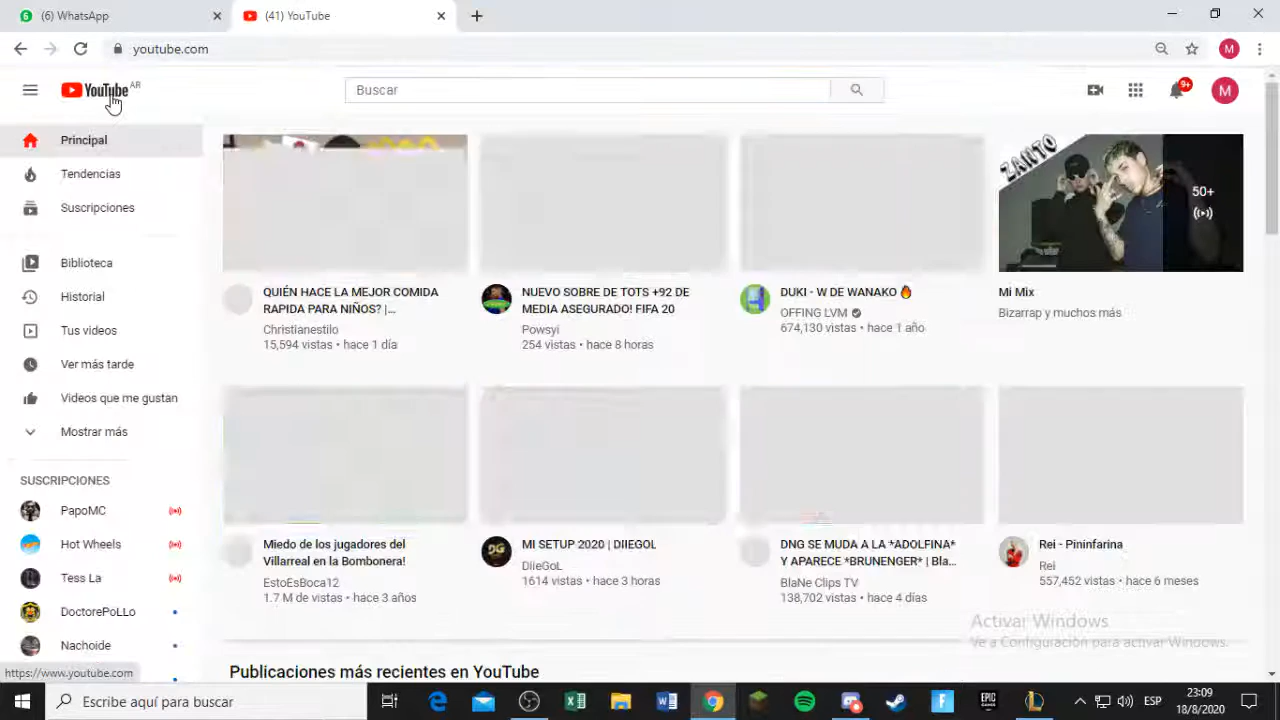 (6) WhatsApp
(41) YouTube
youtube.com
M
YouTube AR
Buscar
9+
M
Principal
Tendencias
Suscripciones
Biblioteca
Historial
Tus videos
Ver más tarde
Videos que me gustan
Mostrar más
SUSCRIPCIONES
PapoMC
Hot Wheels
Tess La
DoctorePoLLo
Nachoide
https://www.youtube.com
QUIÉN HACE LA MEJOR COMIDA
RAPIDA PARA NIÑOS? |...
Christianestilo
15,594 vistas • hace 1 día
NUEVO SOBRE DE TOTS +92 DE
MEDIA ASEGURADO! FIFA 20
Powsyi
254 vistas • hace 8 horas
DUKI - W DE WANAKO 🔥
OFFING LVM
674,130 vistas • hace 1 año
ZAUTO
50+
Mi Mix
Bizarrap y muchos más
Miedo de los jugadores del
Villarreal en la Bombonera!
EstoEsBoca12
1.7 M de vistas • hace 3 años
DG
MI SETUP 2020 | DIIEGOL
DiieGoL
1614 vistas • hace 3 horas
DNG SE MUDA A LA *ADOLFINA*
Y APARECE *BRUNENGER* | Bla...
BlaNe Clips TV
138,702 vistas • hace 4 días
Rei - Pininfarina
Rei
557,452 vistas • hace 6 meses
Activar Windows
Ve a Configuración para activar Windows.
Publicaciones más recientes en YouTube
Escribe aquí para buscar
EPIC
GAMES
ESP
23:09
18/8/2020